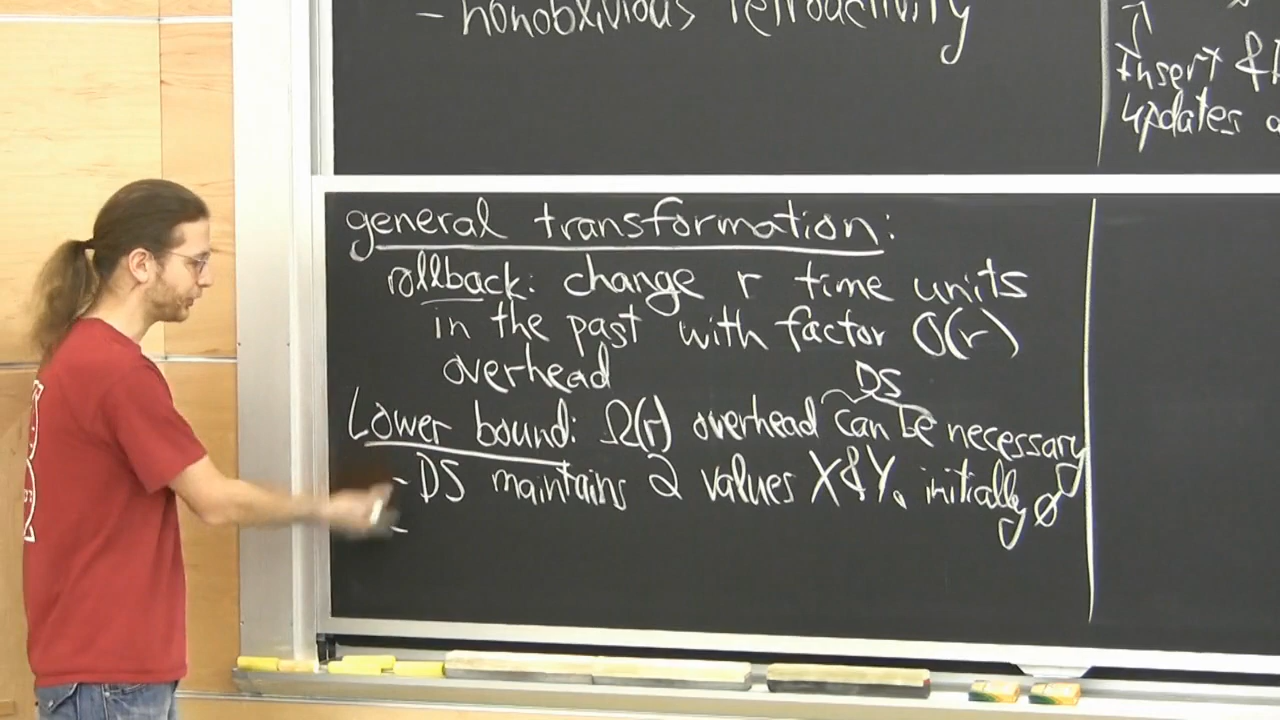 - nonoblivious retroactivity
insert &
updates
general transformation:
rollback: change r time units
in the past with factor O(r)
overhead
DS
Lower bound: Ω(r) overhead can be necessary
- DS maintains 2 values X&Y, initially ∅
-